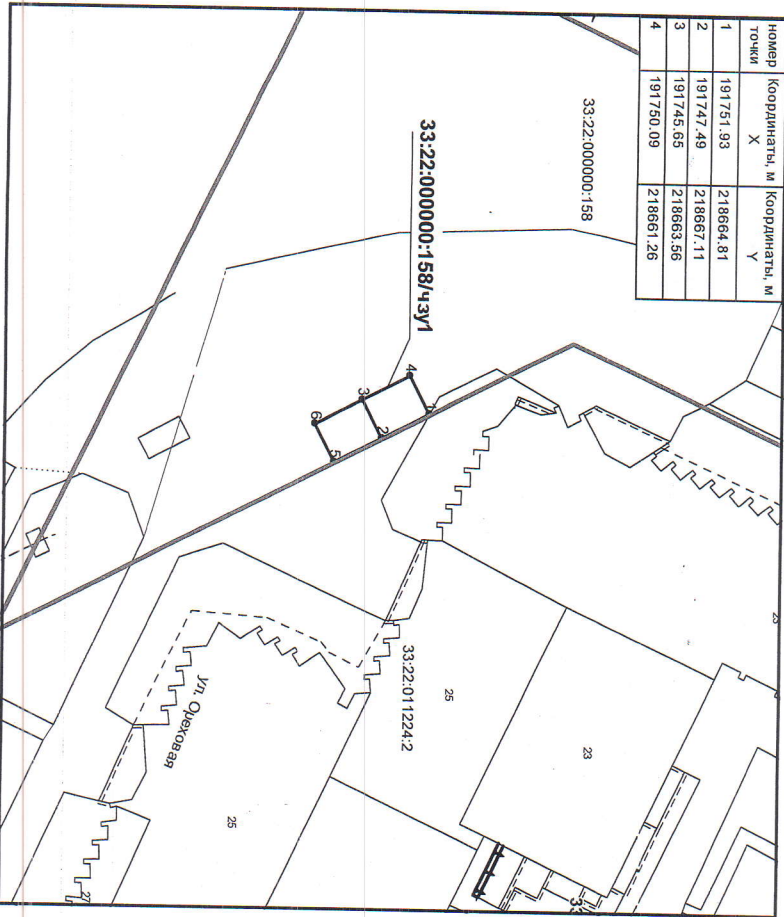 номер точки Координаты, м X Координаты, м Y
1 191751.93 218664.81
2 191747.49 218667.11
3 191745.65 218663.56
4 191750.09 218661.26
33:22:000000:158
33:22:000000:158/чзу1
4
1
3
2
6
5
23
23
25
33:22:011224:2
ул. Ореховая
25
27